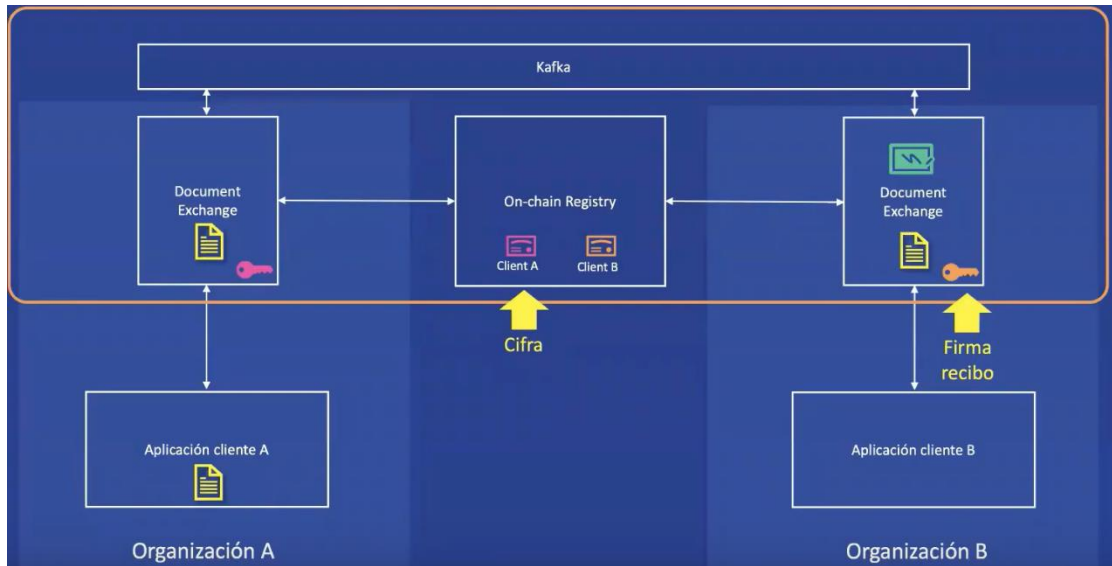 Kafka
Document
Exchange
On-chain Registry
Client A
Client B
Document
Exchange
Cifra
Firma
recibo
Aplicación cliente A
Aplicación cliente B
Organización A
Organización B